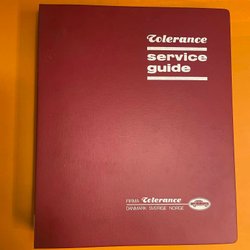 Tolerance
service
guide
FIRMA Tolerance
DANMARK SVERIGE NORGE